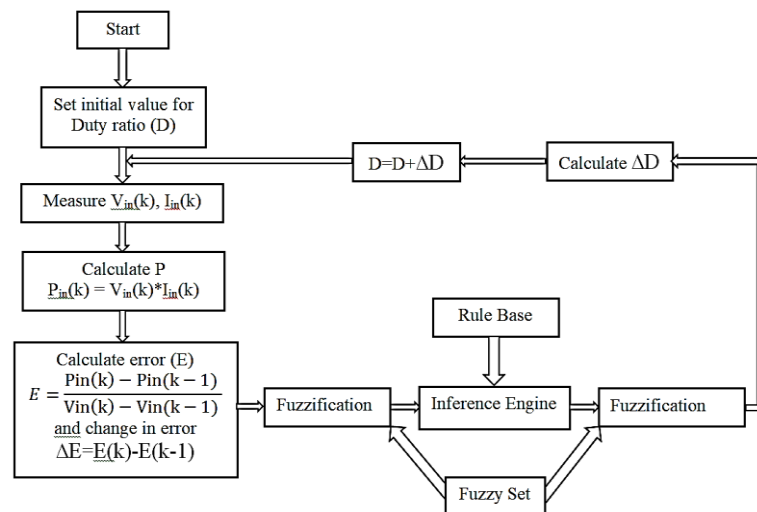 Start
Set initial value for
Duty ratio (D)
D=D+ΔD
Calculate ΔD
Measure Vin(k), Iin(k)
Calculate P
Pin(k) = Vin(k)*Iin(k)
Rule Base
Calculate error (E)
E = Pin(k) − Pin(k − 1) / Vin(k) − Vin(k − 1)
and change in error
ΔE=E(k)-E(k-1)
Fuzzification
Inference Engine
Fuzzification
Fuzzy Set